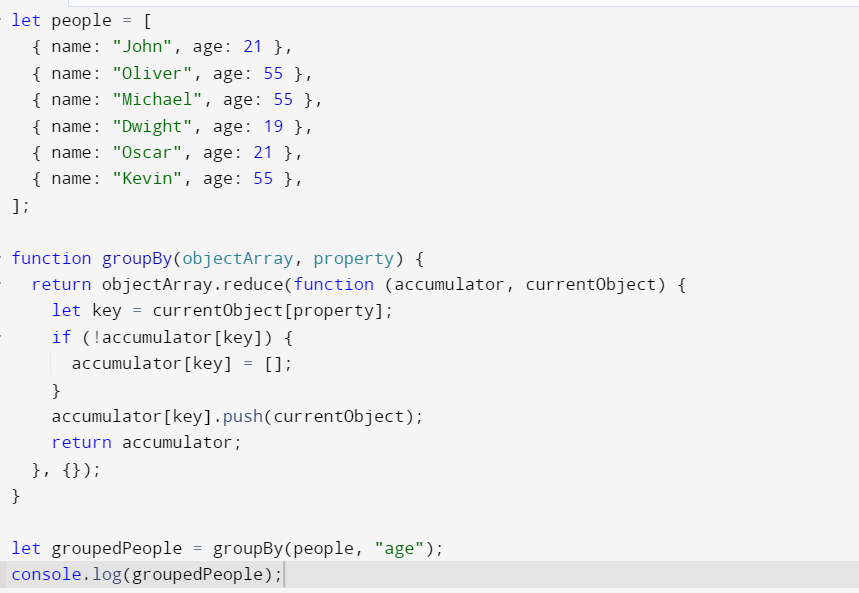 let people = [
  { name: "John", age: 21 },
  { name: "Oliver", age: 55 },
  { name: "Michael", age: 55 },
  { name: "Dwight", age: 19 },
  { name: "Oscar", age: 21 },
  { name: "Kevin", age: 55 },
];

function groupBy(objectArray, property) {
  return objectArray.reduce(function (accumulator, currentObject) {
    let key = currentObject[property];
    if (!accumulator[key]) {
      accumulator[key] = [];
    }
    accumulator[key].push(currentObject);
    return accumulator;
  }, {});
}

let groupedPeople = groupBy(people, "age");
console.log(groupedPeople);